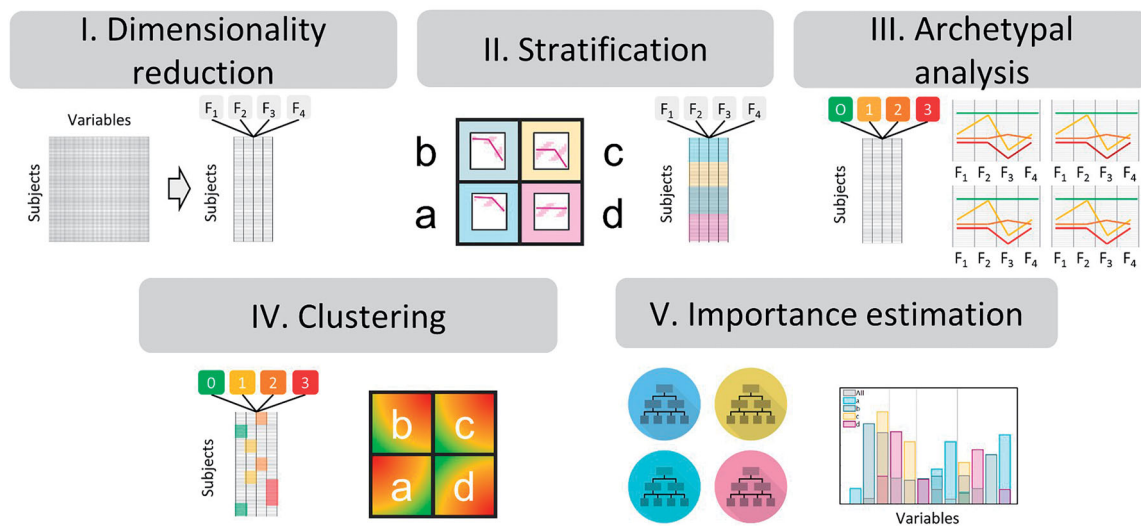 I. Dimensionality
reduction
Variables
Subjects
F1 F2 F3 F4
Subjects
II. Stratification
b
a
c
d
F1 F2 F3 F4
Subjects
III. Archetypal
analysis
0 1 2 3
Subjects
F1 F2 F3 F4
F1 F2 F3 F4
F1 F2 F3 F4
F1 F2 F3 F4
IV. Clustering
0 1 2 3
Subjects
b c
a d
V. Importance estimation
All
a
b
c
d
Variables